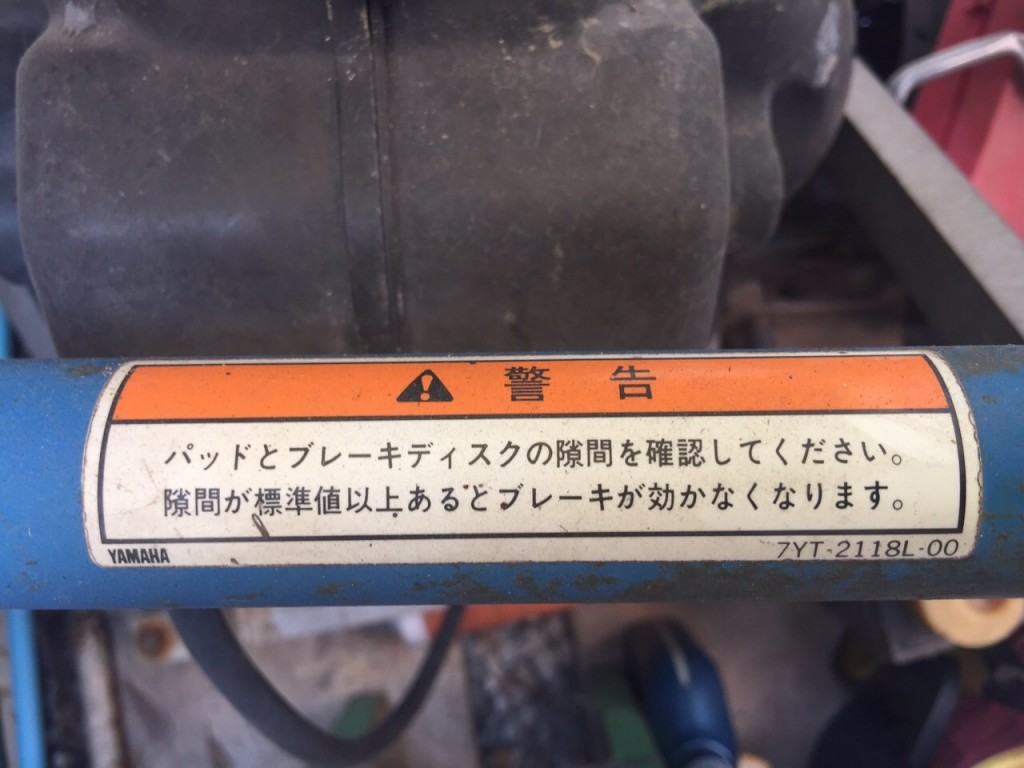 警告
パッドとブレーキディスクの隙間を確認してください。
隙間が標準値以上あるとブレーキが効かなくなります。
YAMAHA
7YT-2118L-00